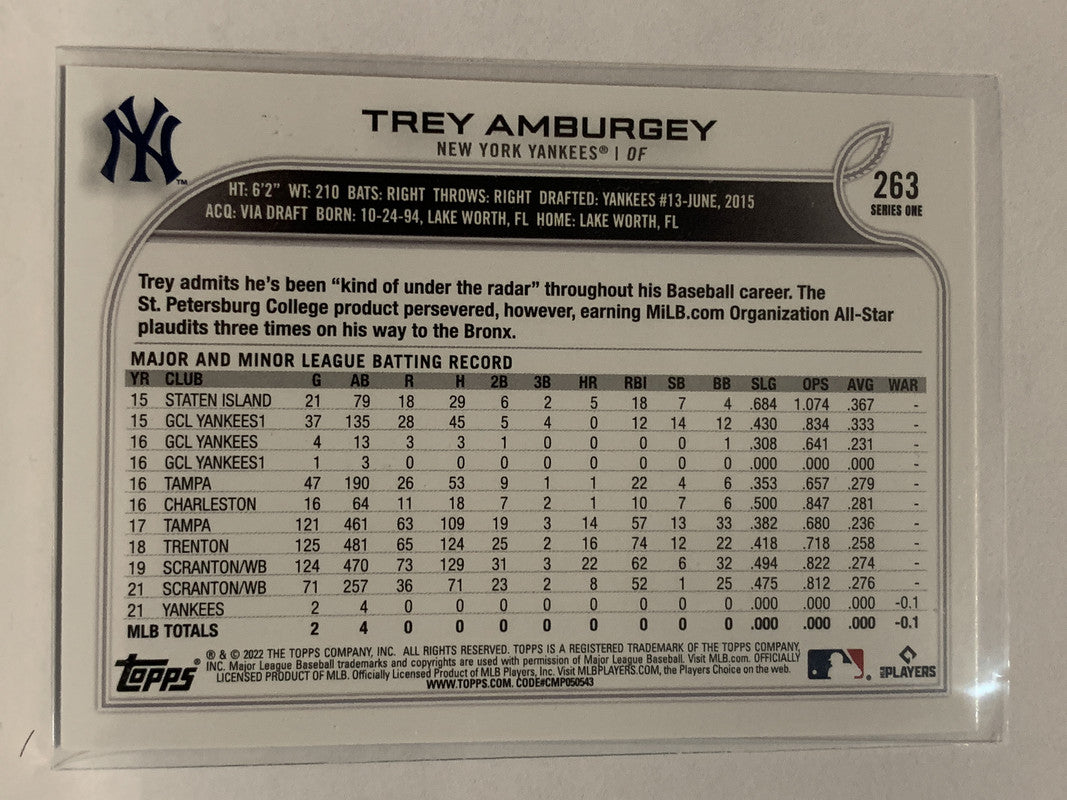 NY TM
TREY AMBURGEY
NEW YORK YANKEES® | OF
263
SERIES ONE
HT: 6'2" WT: 210 BATS: RIGHT THROWS: RIGHT DRAFTED: YANKEES #13-JUNE, 2015
ACQ: VIA DRAFT BORN: 10-24-94, LAKE WORTH, FL HOME: LAKE WORTH, FL
Trey admits he's been "kind of under the radar" throughout his Baseball career. The
St. Petersburg College product persevered, however, earning MiLB.com Organization All-Star
plaudits three times on his way to the Bronx.
MAJOR AND MINOR LEAGUE BATTING RECORD
YR CLUB G AB R H 2B 3B HR RBI SB BB SLG OPS AVG WAR
15 STATEN ISLAND 21 79 18 29 6 2 5 18 7 4 .684 1.074 .367 -
15 GCL YANKEES1 37 135 28 45 5 4 0 12 14 12 .430 .834 .333 -
16 GCL YANKEES 4 13 3 3 1 0 0 0 0 1 .308 .641 .231 -
16 GCL YANKEES1 1 3 0 0 0 0 0 0 0 0 .000 .000 .000 -
16 TAMPA 47 190 26 53 9 1 1 22 4 6 .353 .657 .279 -
16 CHARLESTON 16 64 11 18 7 2 1 10 7 6 .500 .847 .281 -
17 TAMPA 121 461 63 109 19 3 14 57 13 33 .382 .680 .236 -
18 TRENTON 125 481 65 124 25 2 16 74 12 22 .418 .718 .258 -
19 SCRANTON/WB 124 470 73 129 31 3 22 62 6 32 .494 .822 .274 -
21 SCRANTON/WB 71 257 36 71 23 2 8 52 1 25 .475 .812 .276 -
21 YANKEES 2 4 0 0 0 0 0 0 0 0 .000 .000 .000 -0.1
MLB TOTALS 2 4 0 0 0 0 0 0 0 0 .000 .000 .000 -0.1
Topps®
® & © 2022 THE TOPPS COMPANY, INC. ALL RIGHTS RESERVED. TOPPS IS A REGISTERED TRADEMARK OF THE TOPPS COMPANY,
INC. Major League Baseball trademarks and copyrights are used with permission of Major League Baseball. Visit MLB.com. OFFICIALLY
LICENSED PRODUCT OF MLB. Officially Licensed Product of MLB Players, Inc. Visit MLBPLAYERS.COM, the Players Choice on the web.
WWW.TOPPS.COM. CODE#CMP050543
MLB PLAYERS